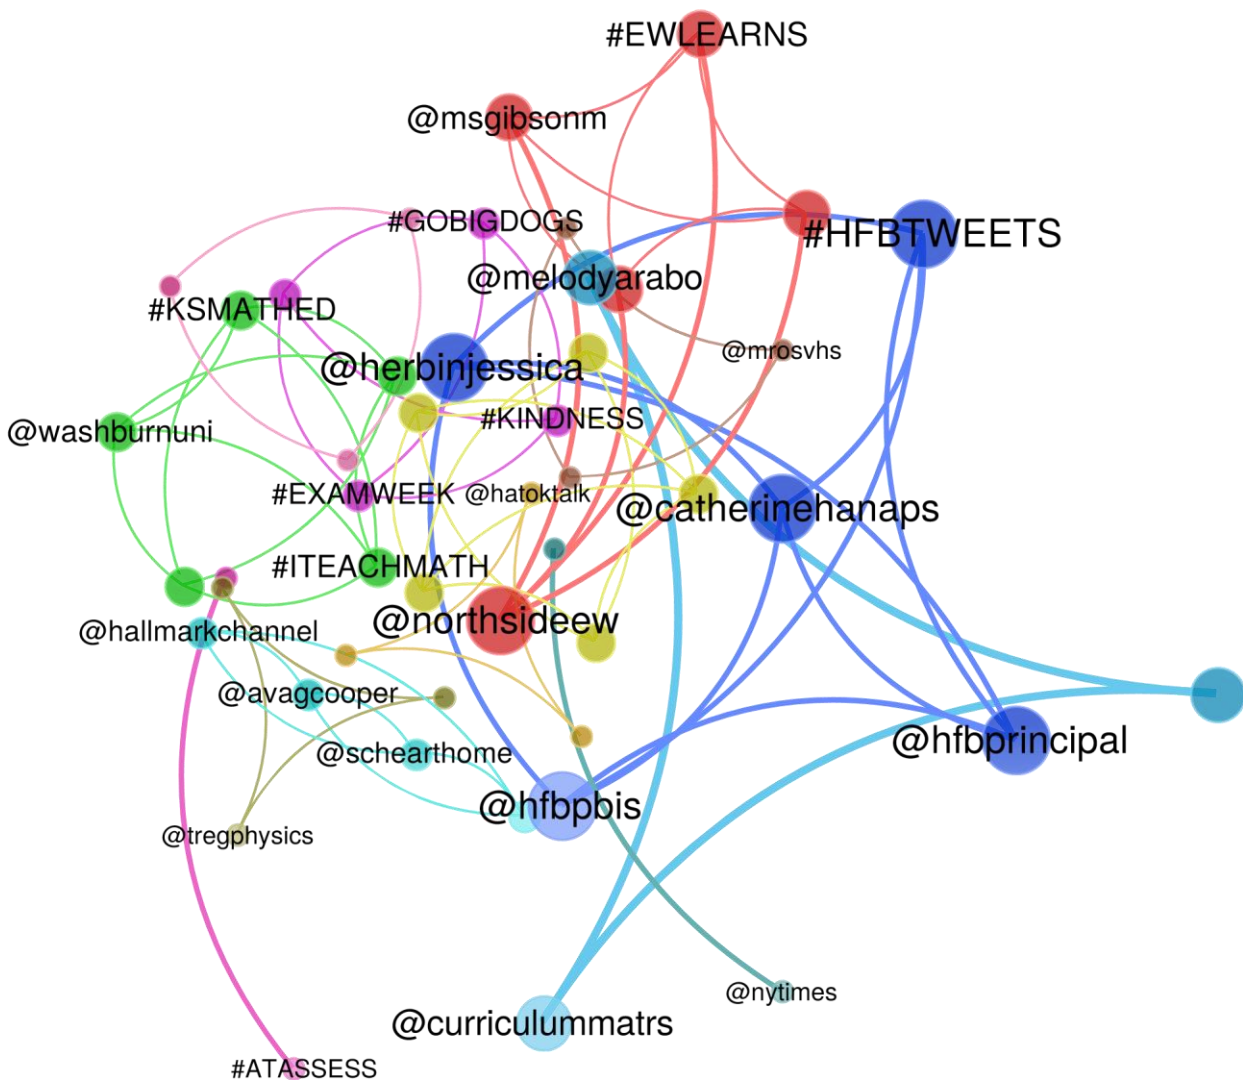 #EWLEARNS
@msgibsonm
#GOBIGDOGS
#HFBTWEETS
@melodyarabo
#KSMATHED
@mrosvhs
@herbinjessica
#KINDNESS
@washburnuni
#EXAMWEEK
@hatoktalk
@catherinehanaps
#ITEACHMATH
@northsideew
@hallmarkchannel
@avagcooper
@hfbprincipal
@schearthome
@hfbpbis
@tregphysics
@nytimes
@curriculummatrs
#ATASSESS